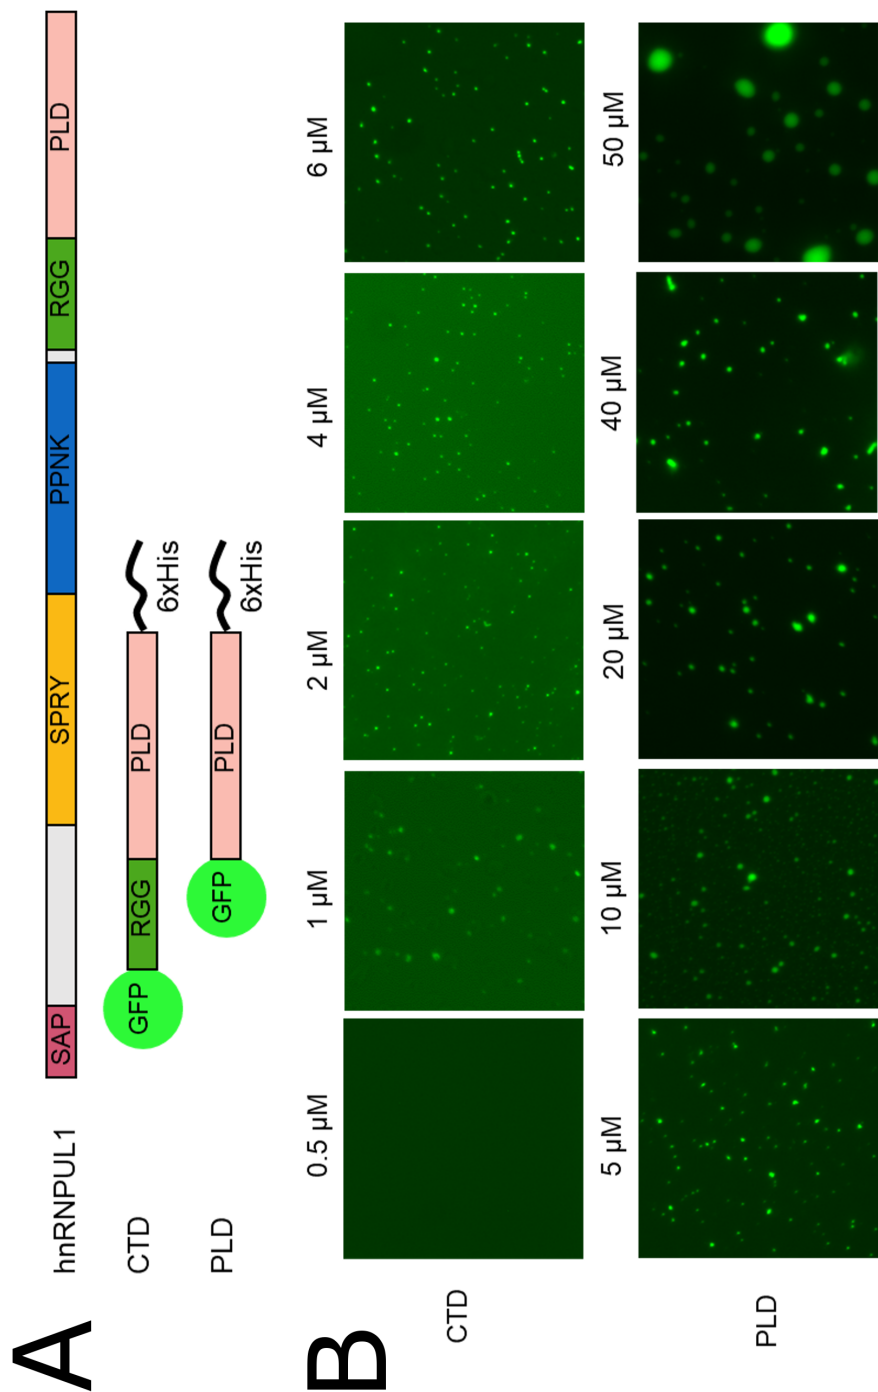 A
hnRNPUL1
SAP
SPRY
PPNK
RGG
PLD
CTD
GFP
RGG
PLD
6xHis
PLD
GFP
PLD
6xHis
B
0.5 µM
1 µM
2 µM
4 µM
6 µM
CTD
5 µM
10 µM
20 µM
40 µM
50 µM
PLD